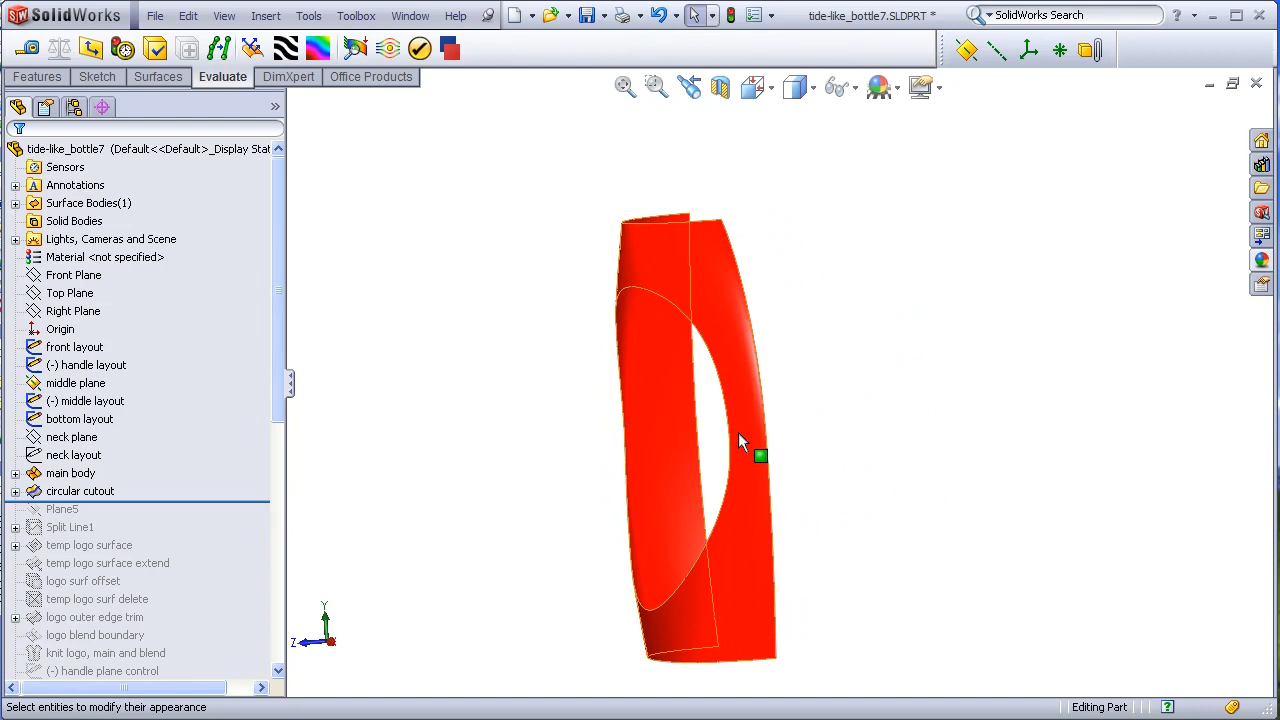 SolidWorks File Edit View Insert Tools Toolbox Window Help tide-like_bottle7.SLDPRT * SolidWorks Search
Features Sketch Surfaces Evaluate DimXpert Office Products
tide-like_bottle7 (Default<<Default>_Display Stat
Sensors
Annotations
Surface Bodies(1)
Solid Bodies
Lights, Cameras and Scene
Material <not specified>
Front Plane
Top Plane
Right Plane
Origin
front layout
(-) handle layout
middle plane
(-) middle layout
bottom layout
neck plane
top layout
main body
circular cutout
Plane5
Split Line1
temp logo surface
temp logo surface extend
logo surf offset
temp logo surf delete
logo outer edge trim
logo blend boundary
knit logo, main and blend
(-) handle plane control
Y
Z
Select entities to modify their appearance Editing Part